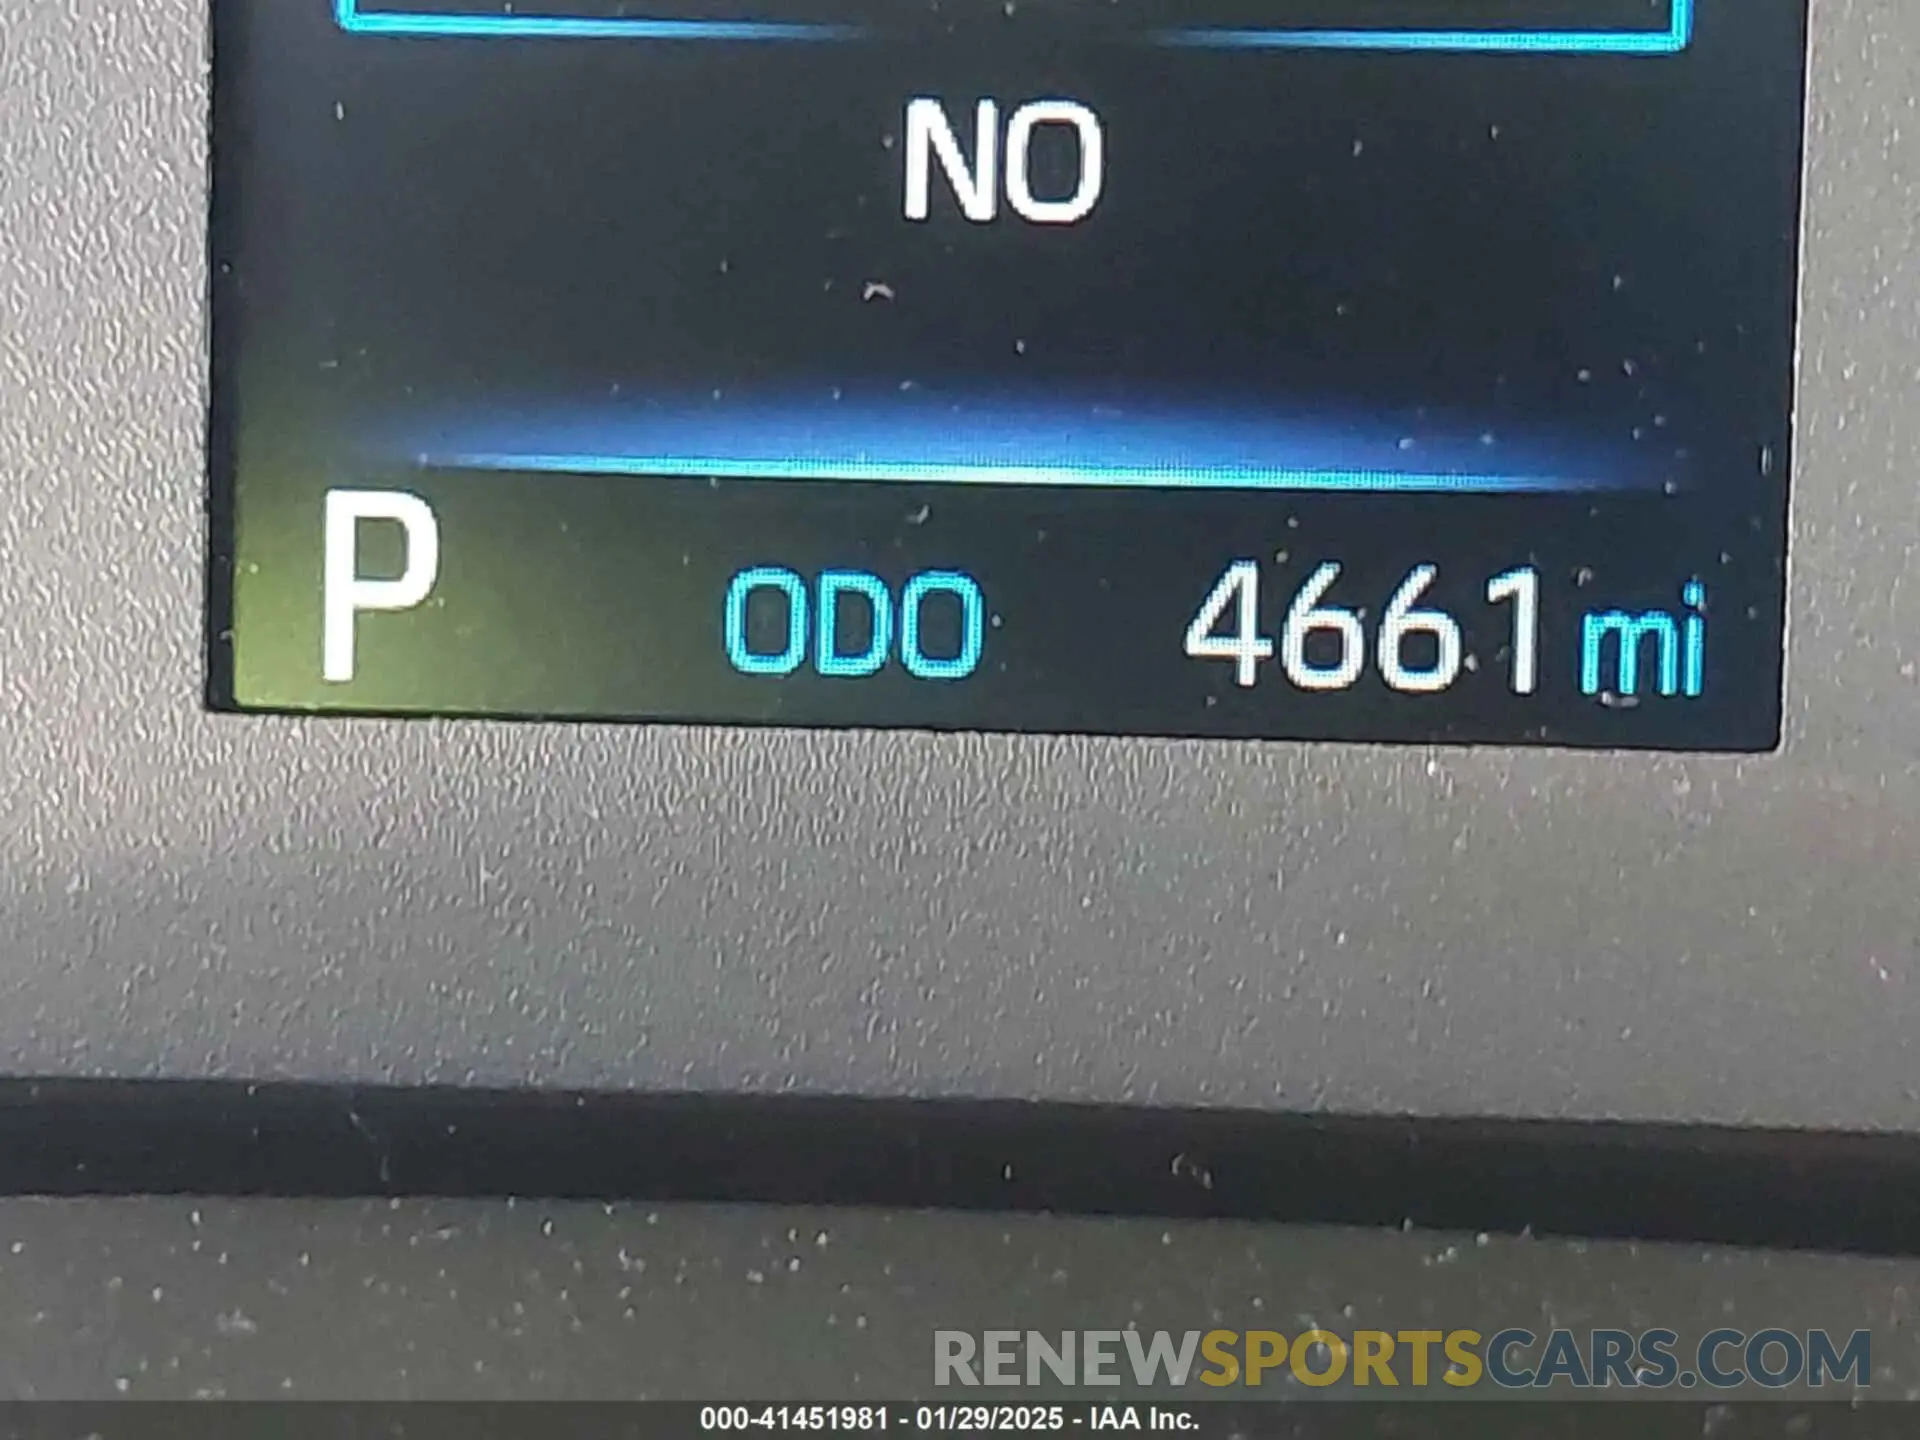 NO
P ODO 4661 mi
RENEWSPORTSCARS.COM
000-41451981 - 01/29/2025 - IAA Inc.